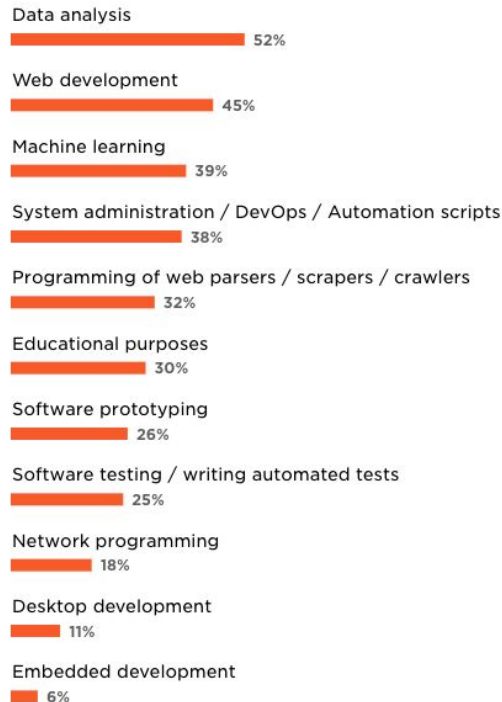 Data analysis
52%
Web development
45%
Machine learning
39%
System administration / DevOps / Automation scripts
38%
Programming of web parsers / scrapers / crawlers
32%
Educational purposes
30%
Software prototyping
26%
Software testing / writing automated tests
25%
Network programming
18%
Desktop development
11%
Embedded development
6%